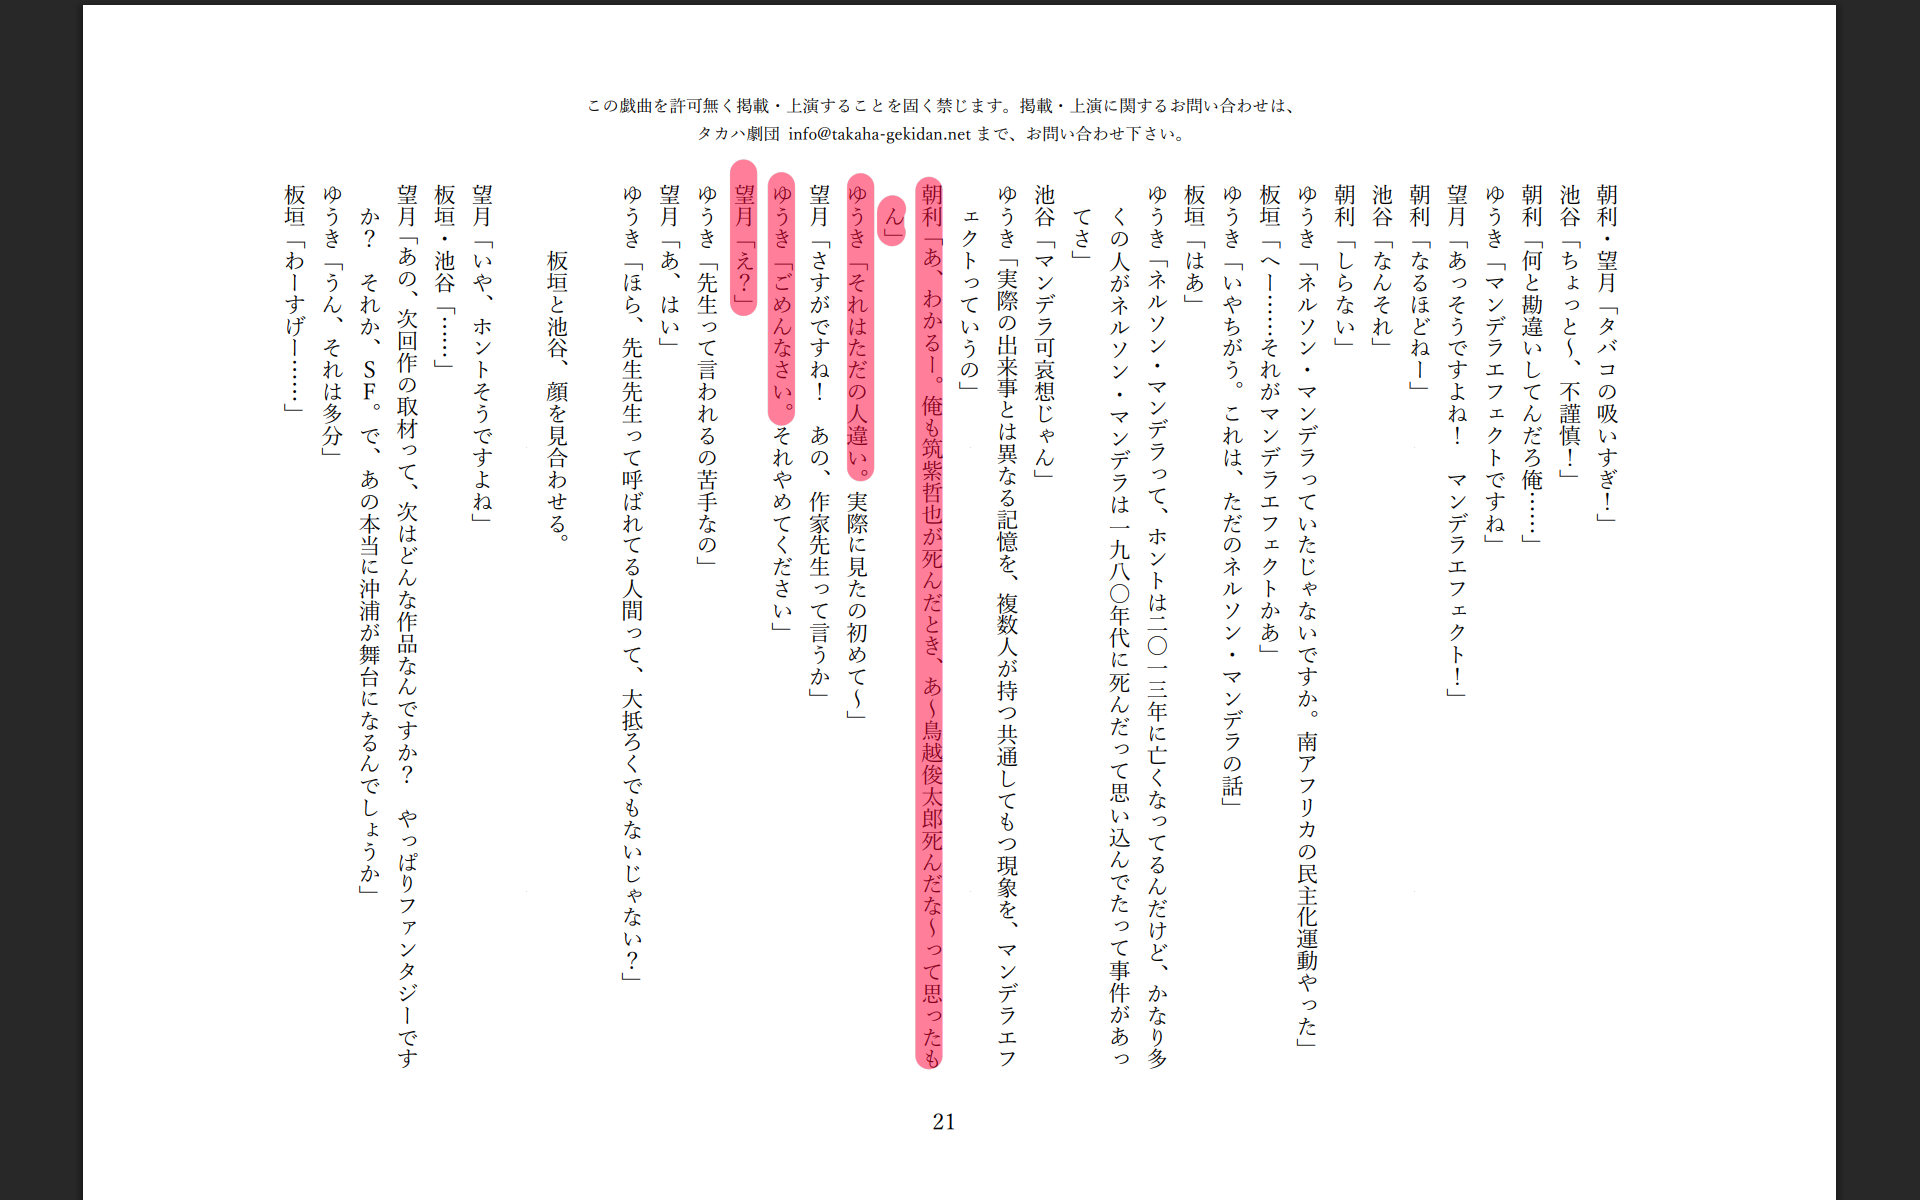 この戯曲を許可無く掲載・上演することを固く禁じます。掲載・上演に関するお問い合わせは、
タカハ劇団 info@takaha-gekidan.net まで、お問い合わせ下さい。
朝利・望月「タバコの吸いすぎ！」
池谷「ちょっと〜、不謹慎！」
朝利「何と勘違いしてんだろ俺……」
ゆうき「マンデラエフェクトですね」
望月「あっそうですよね！　マンデラエフェクト！」
朝利「なるほどねー」
池谷「なんそれ」
朝利「しらない」
ゆうき「ネルソン・マンデラっていたじゃないですか。南アフリカの民主化運動やった」
板垣「へー……それがマンデラエフェクトかあ」
ゆうき「いやちがう。これは、ただのネルソン・マンデラの話」
板垣「はあ」
ゆうき「ネルソン・マンデラって、ホントは二〇一三年に亡くなってるんだけど、かなり多
くの人がネルソン・マンデラは一九八〇年代に死んだって思い込んでたって事件があっ
てさ」
池谷「マンデラ可哀想じゃん」
ゆうき「実際の出来事とは異なる記憶を、複数人が持つ共通してもつ現象を、マンデラエフ
ェクトっていうの」
朝利「あ、わかるー。俺も筑紫哲也が死んだとき、あ〜鳥越俊太郎死んだな〜って思ったも
ん」
ゆうき「それはただの人違い。実際に見たの初めて〜」
望月「さすがですね！　あの、作家先生って言うか」
ゆうき「ごめんなさい。それやめてください」
望月「え？」
ゆうき「先生って言われるの苦手なの」
望月「あ、はい」
ゆうき「ほら、先生先生って呼ばれてる人間って、大抵ろくでもないじゃない？」
板垣と池谷、顔を見合わせる。
望月「いや、ホントそうですよね」
板垣・池谷「……」
望月「あの、次回作の取材って、次はどんな作品なんですか？　やっぱりファンタジーです
か？　それか、SF。で、あの本当に沖浦が舞台になるんでしょうか」
ゆうき「うん、それは多分」
板垣「わーすげー……」
21